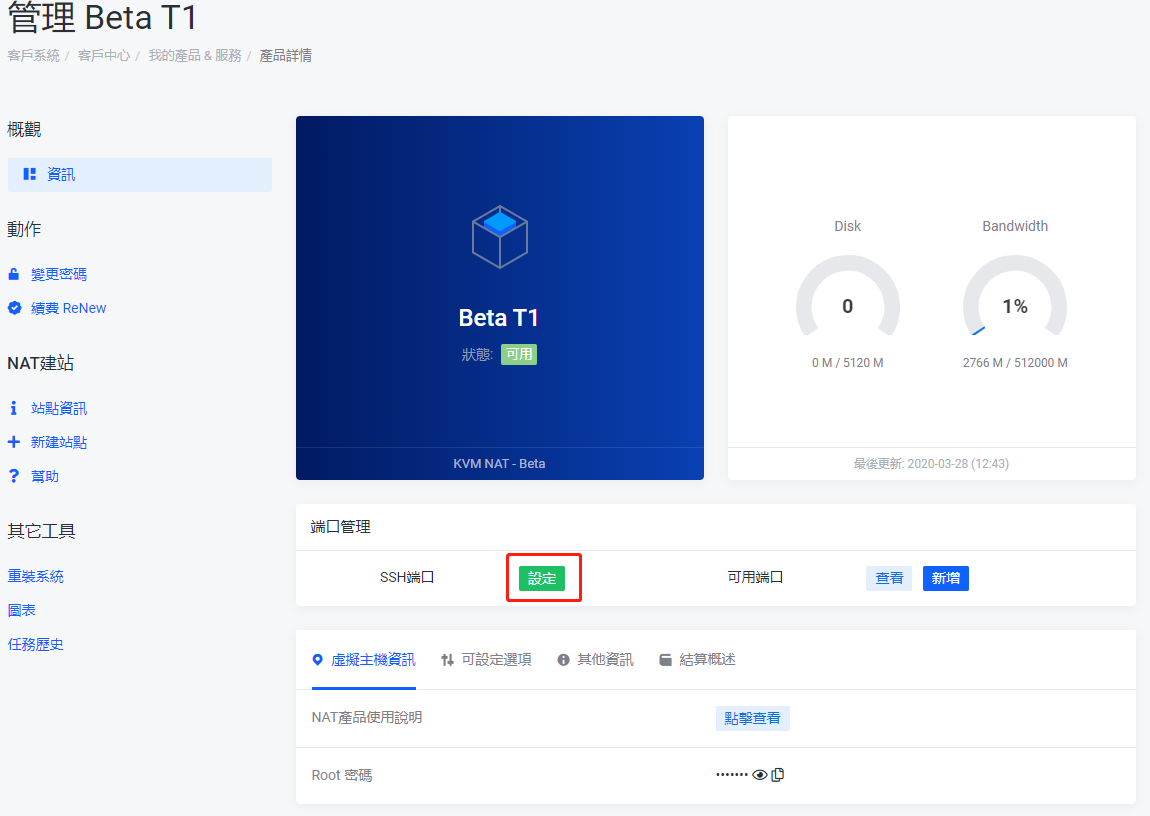 管理 Beta T1
客戶系統 / 客戶中心 / 我的產品 & 服務 / 產品詳情
概觀
資訊
動作
變更密碼
續費 ReNew
NAT建站
站點資訊
新建站點
幫助
其它工具
重裝系統
圖表
任務歷史
Beta T1
狀態: 可用
KVM NAT - Beta
Disk
Bandwidth
0
1%
0 M / 5120 M
2766 M / 512000 M
最後更新: 2020-03-28 (12:43)
端口管理
SSH端口 設定 可用端口 查看 新增
虛擬主機資訊 可設定選項 其他資訊 結算概述
NAT產品使用說明 點擊查看
Root 密碼 •••••••